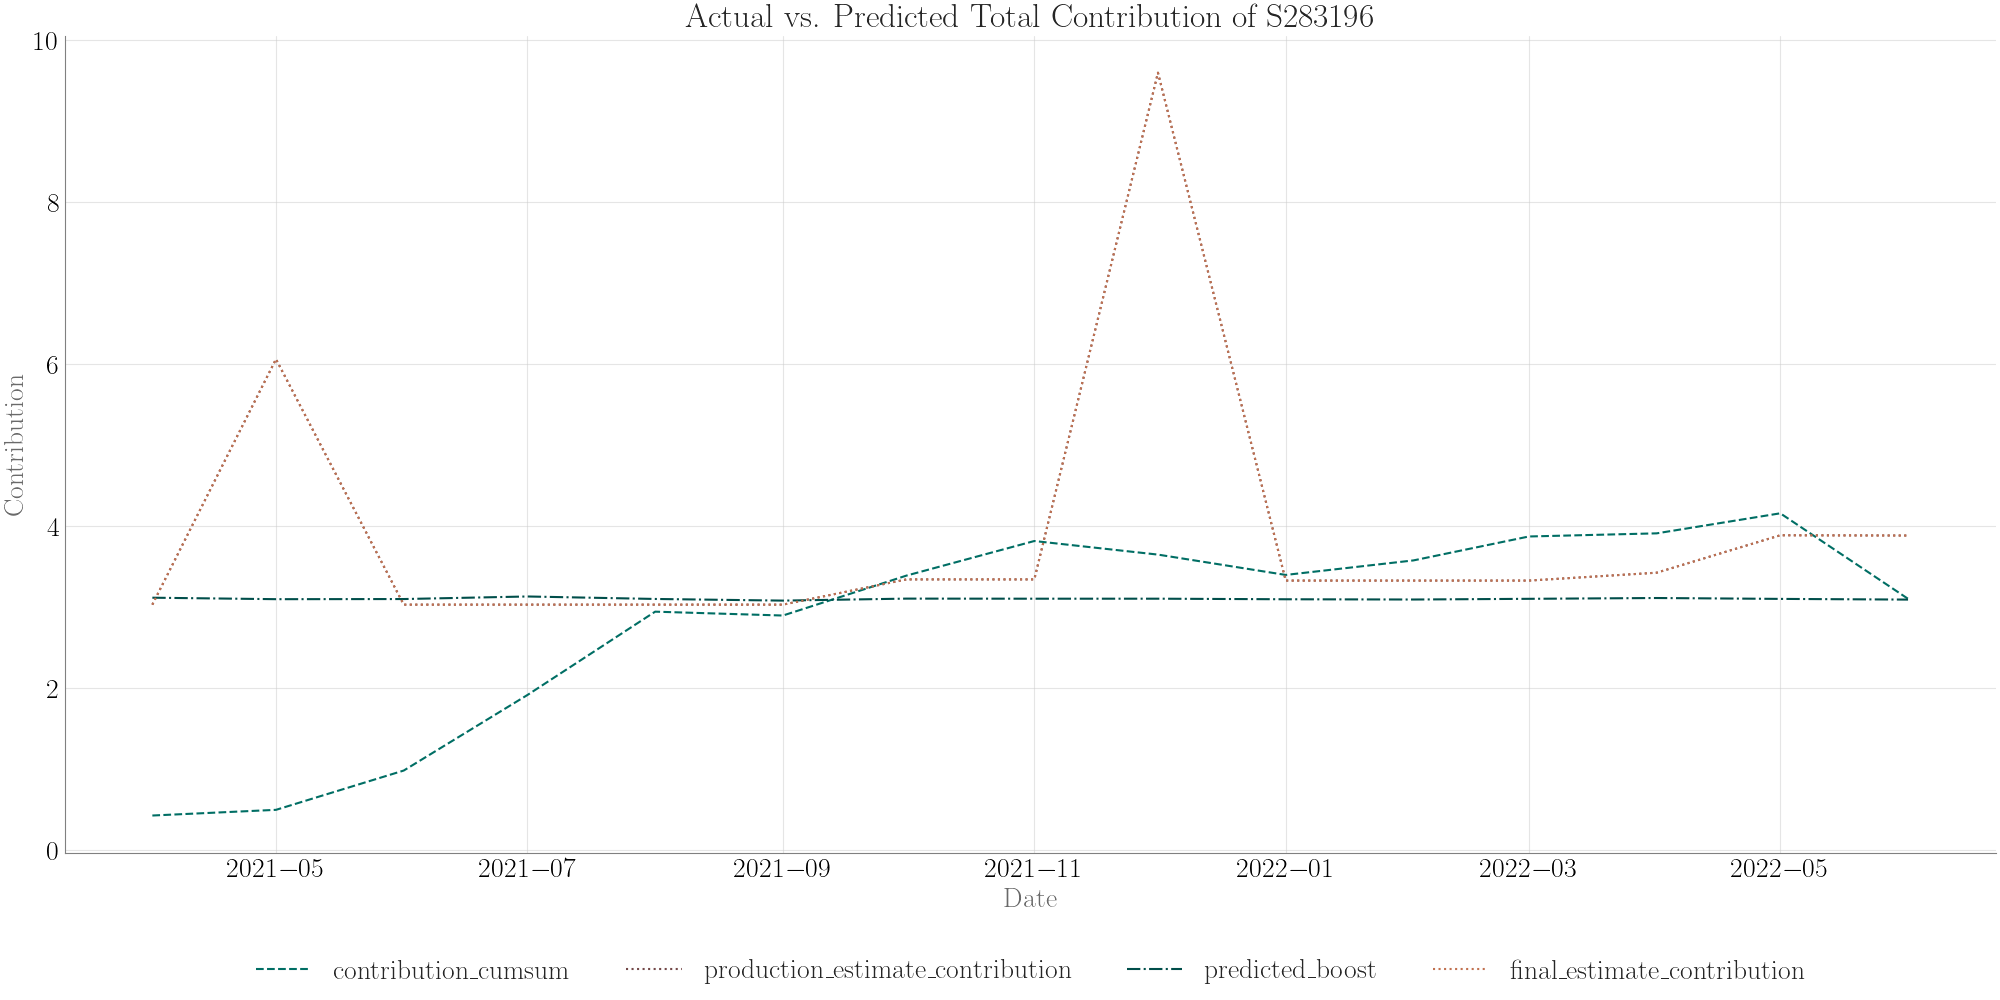 Actual vs. Predicted Total Contribution of S283196
10
8
6
4
2
0
Contribution
2021–05 2021–07 2021–09 2021–11 2022–01 2022–03 2022–05
Date
contribution_cumsum production_estimate_contribution predicted_boost final_estimate_contribution